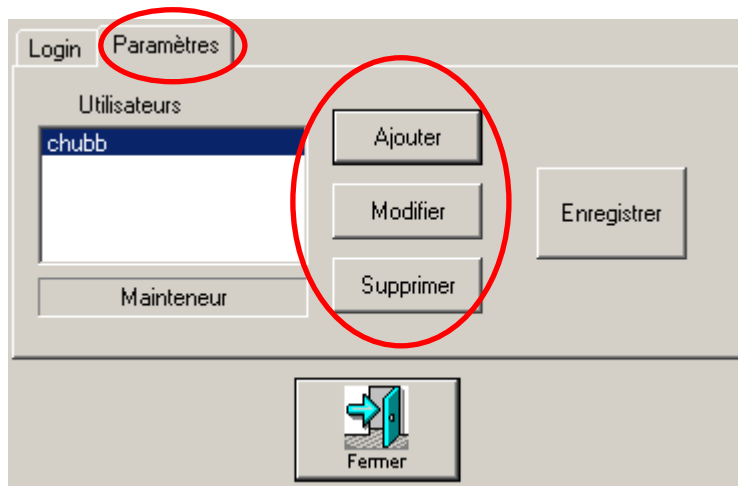 Login
Paramètres
Utilisateurs
chubb
Ajouter
Modifier
Supprimer
Enregistrer
Mainteneur
Fermer